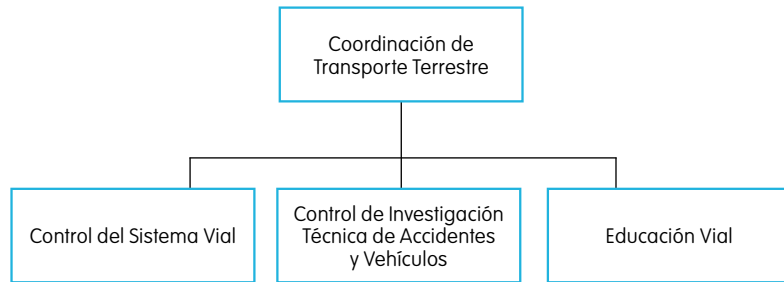 Coordinación de
Transporte Terrestre
Control del Sistema Vial
Control de Investigación
Técnica de Accidentes
y Vehículos
Educación Vial